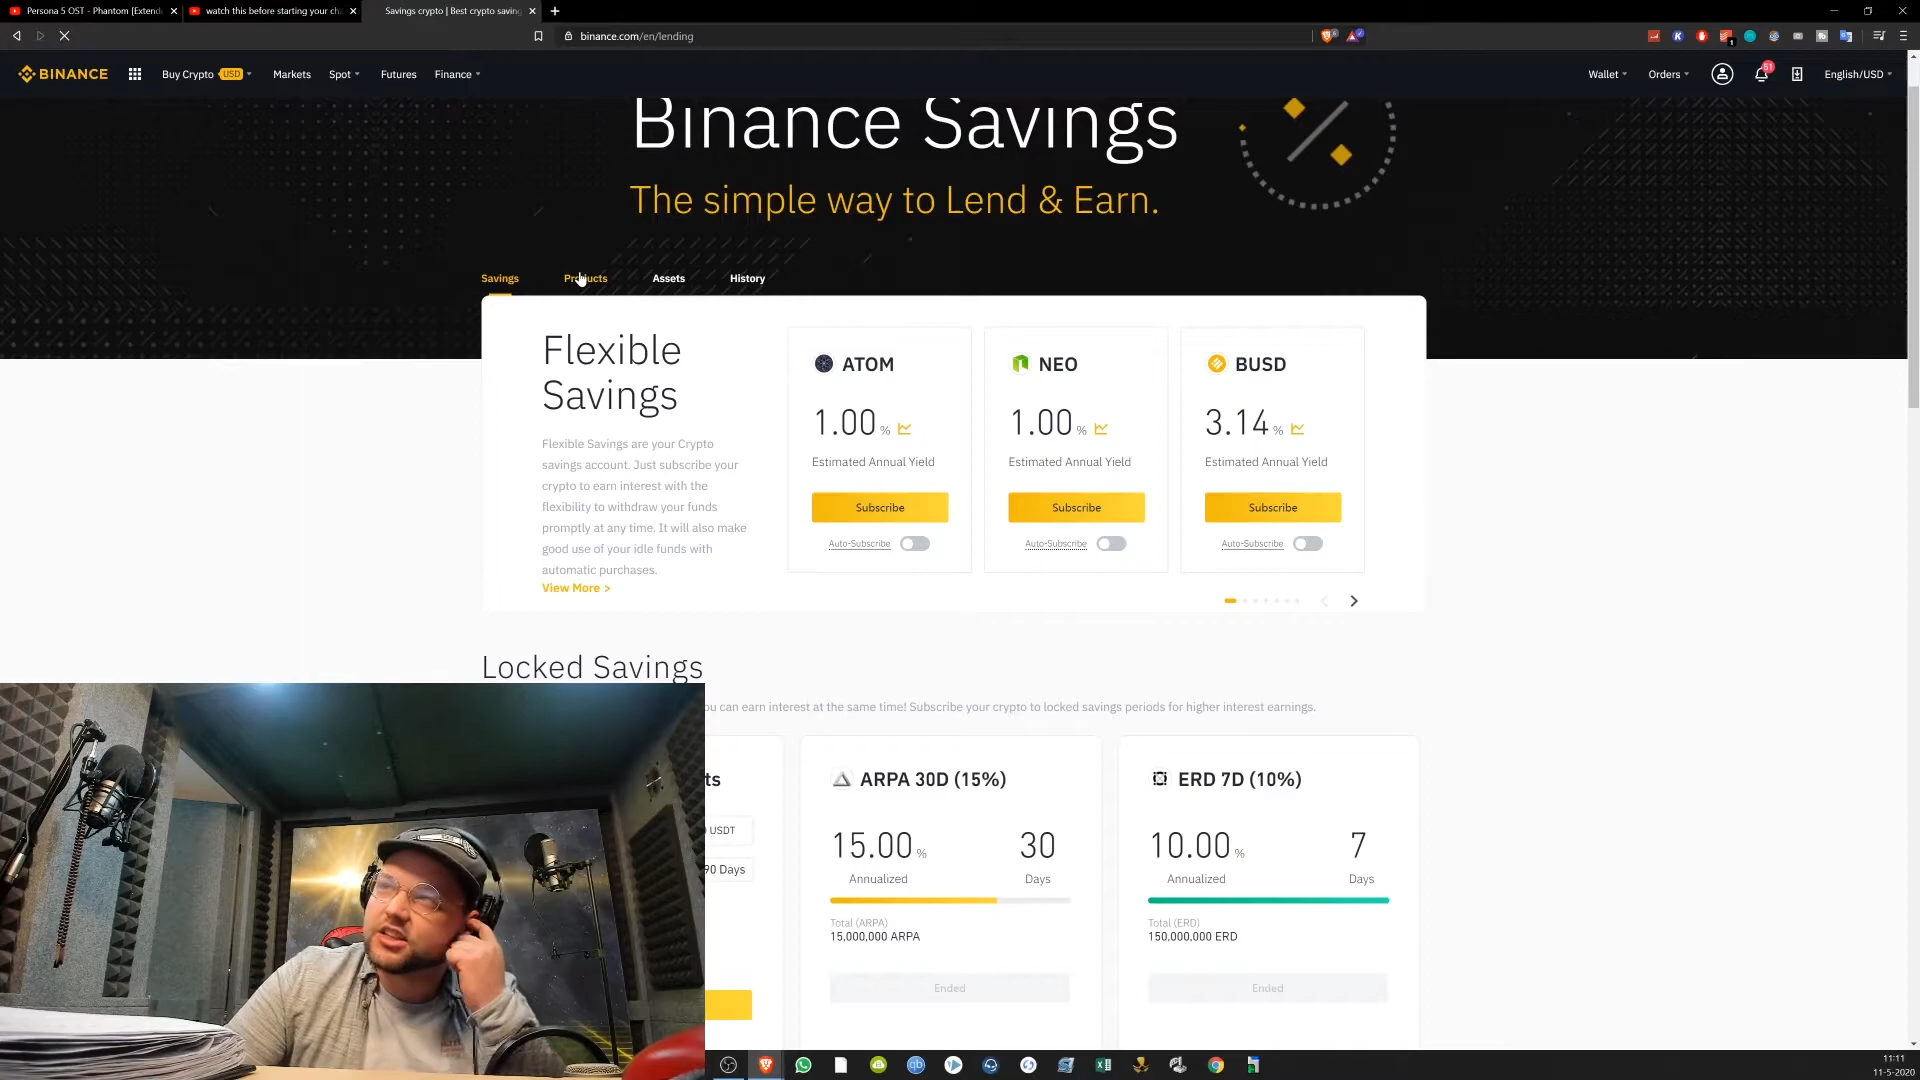 Persona 5 OST - Phantom [Extend
watch this before starting your ch
Savings crypto | Best crypto saving
binance.com/en/lending
BINANCE
Buy Crypto USD
Markets
Spot
Futures
Finance
Wallet
Orders
51
English/USD
Binance Savings
The simple way to Lend & Earn.
Savings
Products
Assets
History
Flexible
Savings
Flexible Savings are your Crypto
savings account. Just subscribe your
crypto to earn interest with the
flexibility to withdraw your funds
promptly at any time. It will also make
good use of your idle funds with
automatic purchases.
View More >
ATOM
1.00 %
Estimated Annual Yield
Subscribe
Auto-Subscribe
NEO
1.00 %
Estimated Annual Yield
Subscribe
Auto-Subscribe
BUSD
3.14 %
Estimated Annual Yield
Subscribe
Auto-Subscribe
Locked Savings
ou can earn interest at the same time! Subscribe your crypto to locked savings periods for higher interest earnings.
ts
USDT
90 Days
ARPA 30D (15%)
15.00 %
30
Annualized
Days
Total (ARPA)
15,000,000 ARPA
Ended
ERD 7D (10%)
10.00 %
7
Annualized
Days
Total (ERD)
150,000,000 ERD
Ended
11:11
11-5-2020